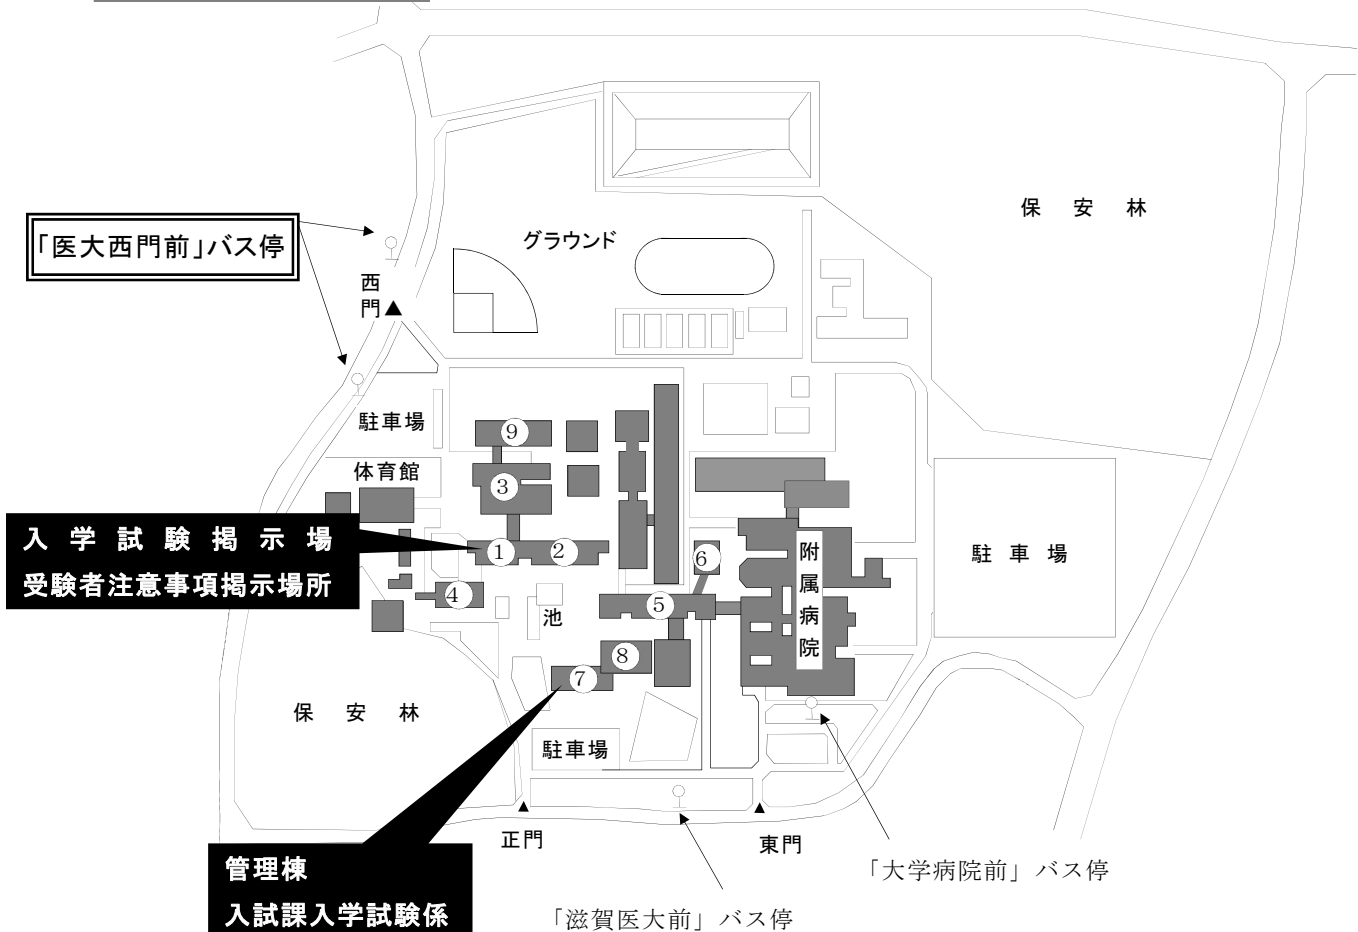 保 安 林
グラウンド
「医大西門前」バス停
西門
駐車場
9
体育館
3
入 学 試 験 掲 示 場
受験者注意事項掲示場所
1
2
6
附属病院
駐 車 場
4
池
5
8
7
保 安 林
駐車場
正門
東門
管理棟
入試課入学試験係
「大学病院前」バス停
「滋賀医大前」バス停